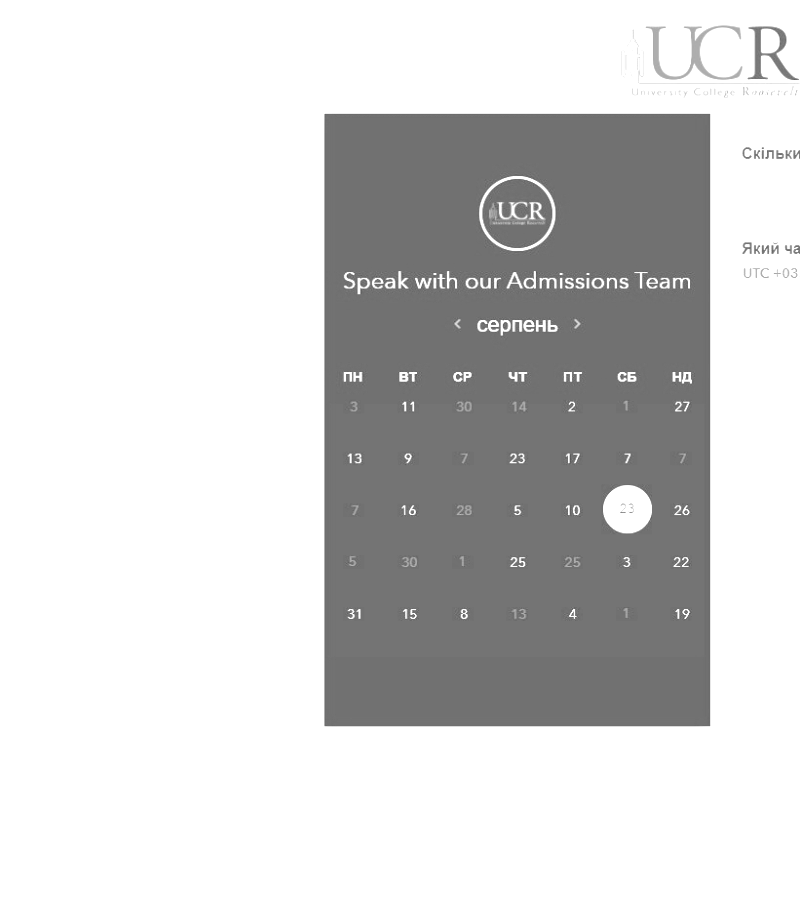 UCR
University College Roosevelt
Скільки
UCR
Speak with our Admissions Team
Який ча
UTC +03
< серпень >
ПН ВТ СР ЧТ ПТ СБ НД
3 11 30 14 2 1 27
13 9 7 23 17 7 7
7 16 28 5 10 23 26
5 30 1 25 25 3 22
31 15 8 13 4 1 19